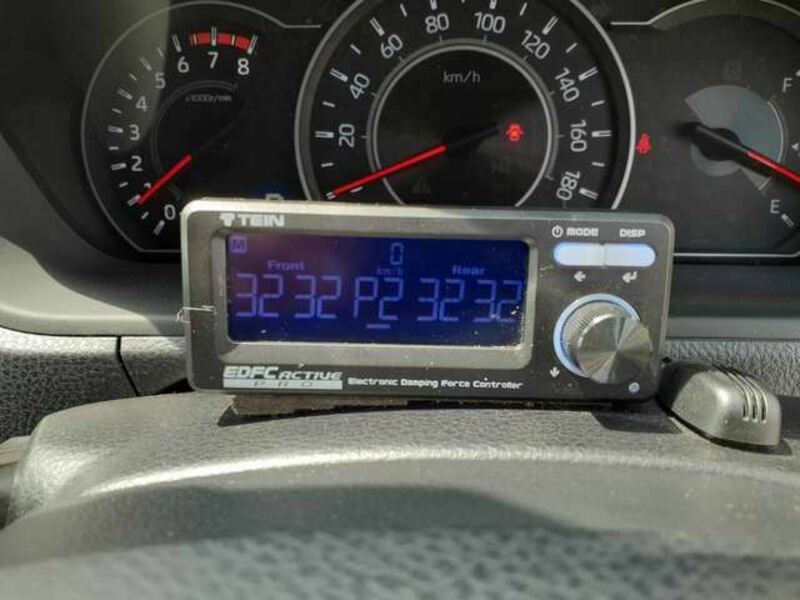 6 7 8
5
4
3
2
1
0
x1000r/min
20 40 60 80 100 120 140 160 180
km/h
F
E
TEIN
MODE DISP
M
0
km/h
Front Rear
32 32 P2 32 32
EDFC ACTIVE
PRO
Electronic Damping Force Controller